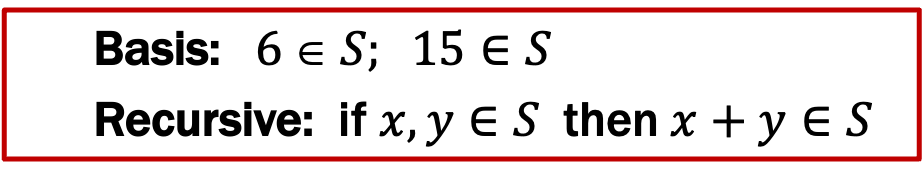 Basis: 6 ∈ S; 15 ∈ S
Recursive: if x, y ∈ S then x + y ∈ S